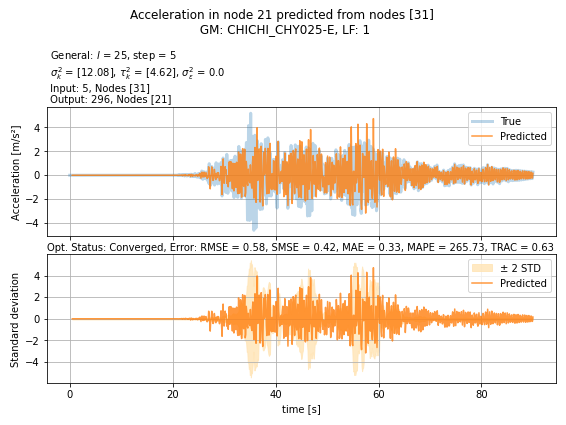 Acceleration in node 21 predicted from nodes [31]
GM: CHICHI_CHY025-E, LF: 1
General: l = 25, step = 5
σ²ₖ = [12.08], τ²ₖ = [4.62], σ²_ε = 0.0
Input: 5, Nodes [31]
Output: 296, Nodes [21]
Acceleration [m/s²]
4
2
0
−2
−4
True
Predicted
Opt. Status: Converged, Error: RMSE = 0.58, SMSE = 0.42, MAE = 0.33, MAPE = 265.73, TRAC = 0.63
Standard deviation
4
2
0
−2
−4
± 2 STD
Predicted
0 20 40 60 80
time [s]